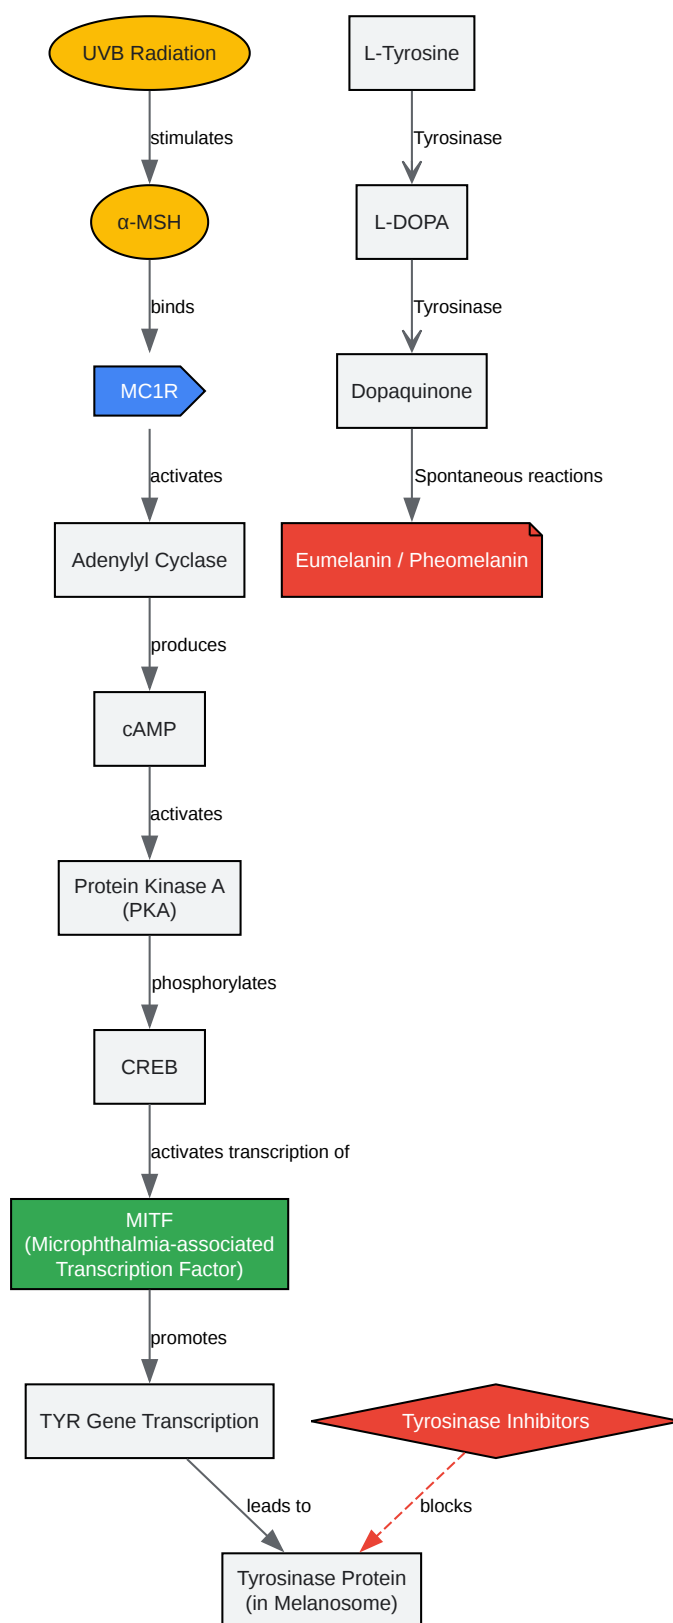 UVB Radiation
stimulates
α-MSH
binds
MC1R
activates
Adenylyl Cyclase
produces
cAMP
activates
Protein Kinase A
(PKA)
phosphorylates
CREB
activates transcription of
MITF
(Microphthalmia-associated
Transcription Factor)
promotes
TYR Gene Transcription
leads to
Tyrosinase Inhibitors
blocks
Tyrosinase Protein
(in Melanosome)
L-Tyrosine
Tyrosinase
L-DOPA
Tyrosinase
Dopaquinone
Spontaneous reactions
Eumelanin / Pheomelanin